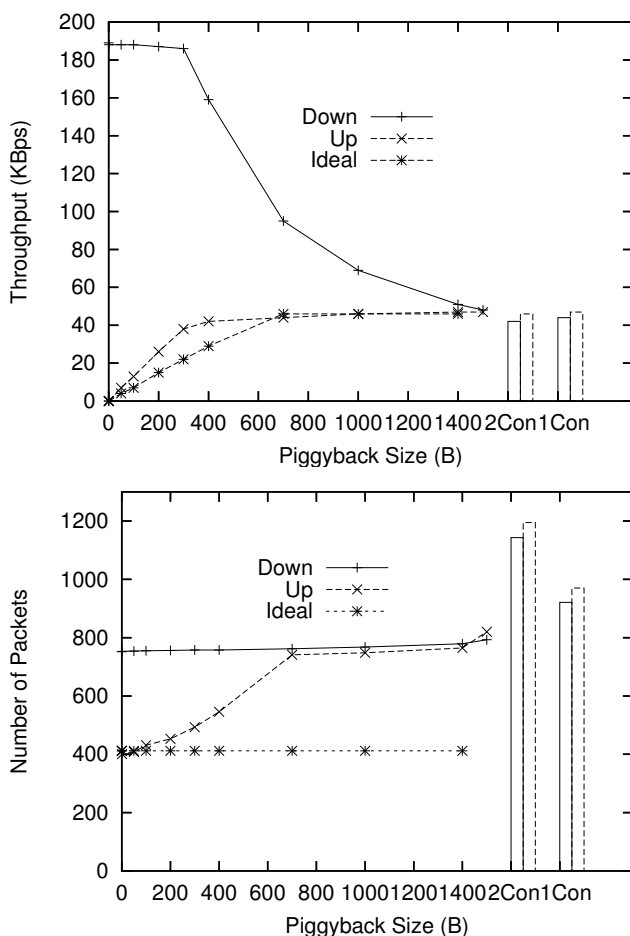 200
180
160
140
120
100
80
60
40
20
0
Throughput (KBps)
Down
Up
Ideal
0 200 400 600 800 1000 1200 1400 2Con 1Con
Piggyback Size (B)
1200
1000
800
600
400
200
0
Number of Packets
Down
Up
Ideal
0 200 400 600 800 1000 1200 1400 2Con 1Con
Piggyback Size (B)